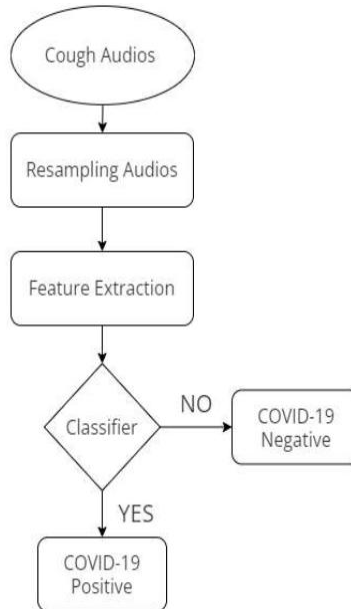 Cough Audios
Resampling Audios
Feature Extraction
Classifier
NO
COVID-19
Negative
YES
COVID-19
Positive